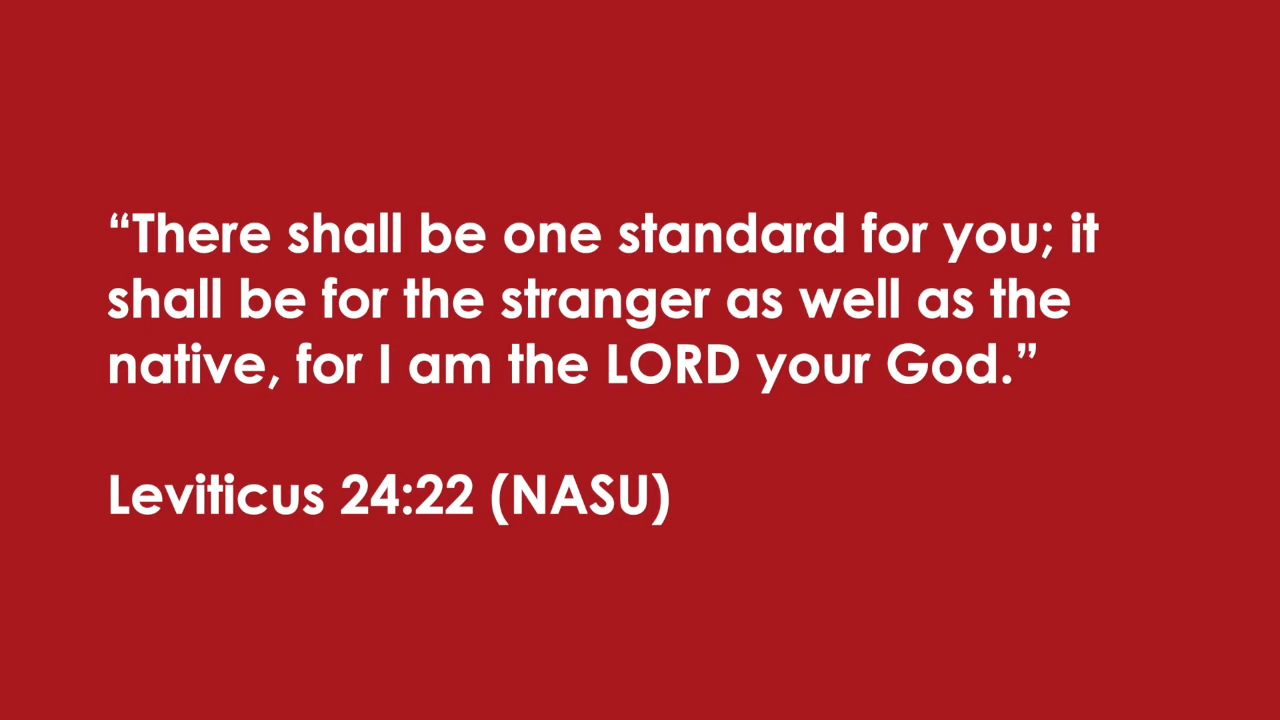 “There shall be one standard for you; it
shall be for the stranger as well as the
native, for I am the LORD your God.”
Leviticus 24:22 (NASU)